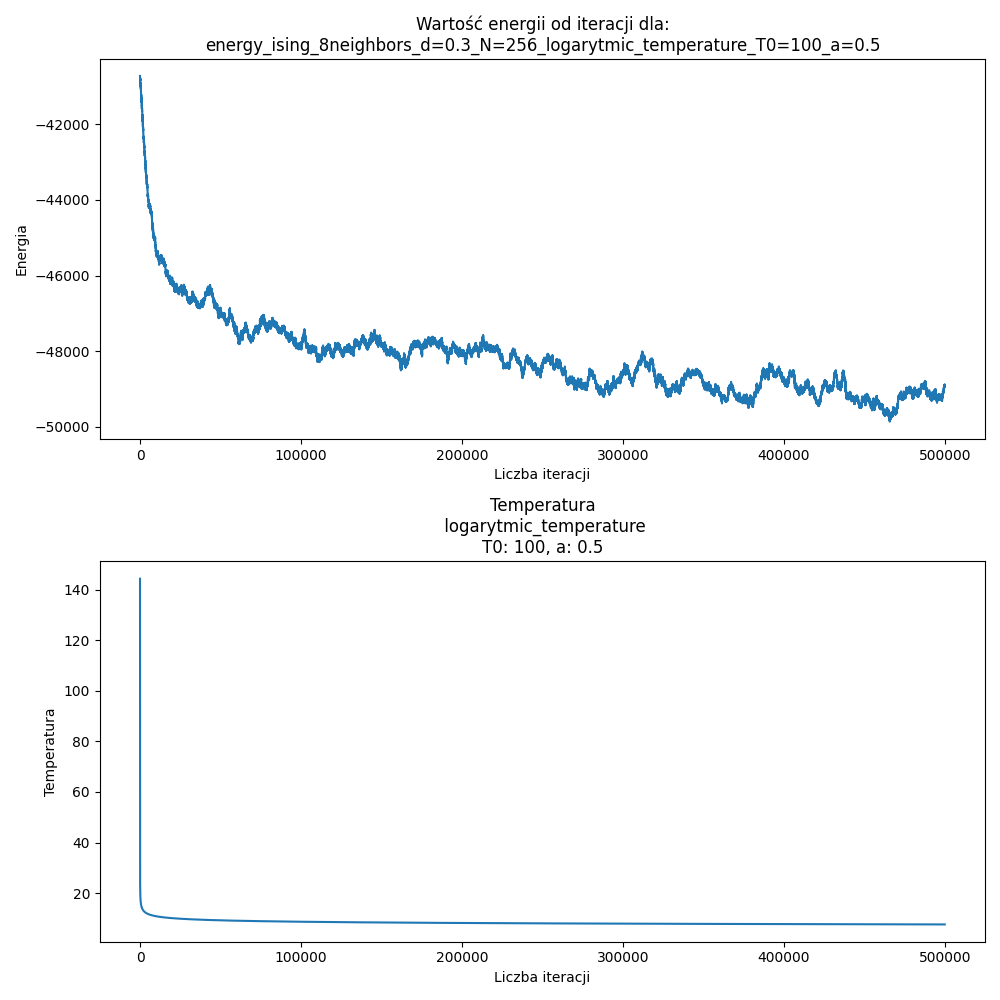 Wartość energii od iteracji dla:
energy_ising_8neighbors_d=0.3_N=256_logarytmic_temperature_T0=100_a=0.5
−42000
−44000
−46000
−48000
−50000
Energia
0 100000 200000 300000 400000 500000
Liczba iteracji
Temperatura
logarytmic_temperature
T0: 100, a: 0.5
140
120
100
80
60
40
20
Temperatura
0 100000 200000 300000 400000 500000
Liczba iteracji